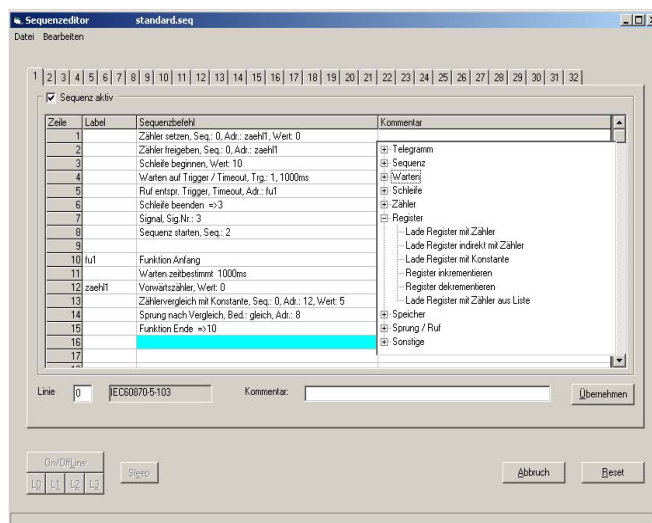 Sequenzeditor standard.seq
Datei Bearbeiten
1 2 3 4 5 6 7 8 9 10 11 12 13 14 15 16 17 18 19 20 21 22 23 24 25 26 27 28 29 30 31 32
Sequenz aktiv
Zeile Label Sequenzbefehl Kommentar
1 Zähler setzen, Seq.: 0, Adr.: zaehl1, Wert: 0
2 Zähler freigeben, Seq.: 0, Adr.: zaehl1
3 Schleife beginnen, Wert: 10
4 Warten auf Trigger / Timeout, Trg.: 1, 1000ms
5 Ruf entspr. Trigger, Timeout, Adr.: fu1
6 Schleife beenden =>3
7 Signal, Sig.Nr.: 3
8 Sequenz starten, Seq.: 2
9
10 fu1 Funktion Anfang
11 Warten zeitbestimmt 1000ms
12 zaehl1 Vorwärtszähler, Wert: 0
13 Zählervergleich mit Konstante, Seq.: 0, Adr.: 12, Wert: 5
14 Sprung nach Vergleich, Bed.: gleich, Adr.: 8
15 Funktion Ende =>10
16
17
Telegramm
Sequenz
Warten
Schleife
Zähler
Register
Lade Register mit Zähler
Lade Register indirekt mit Zähler
Lade Register mit Konstante
Register inkrementieren
Register dekrementieren
Lade Register mit Zähler aus Liste
Speicher
Sprung / Ruf
Sonstige
Linie 0 IEC60870-5-103 Kommentar: Übernehmen
On/OffLine
L0 L1 L2 L3
Sleep
Abbruch
Reset